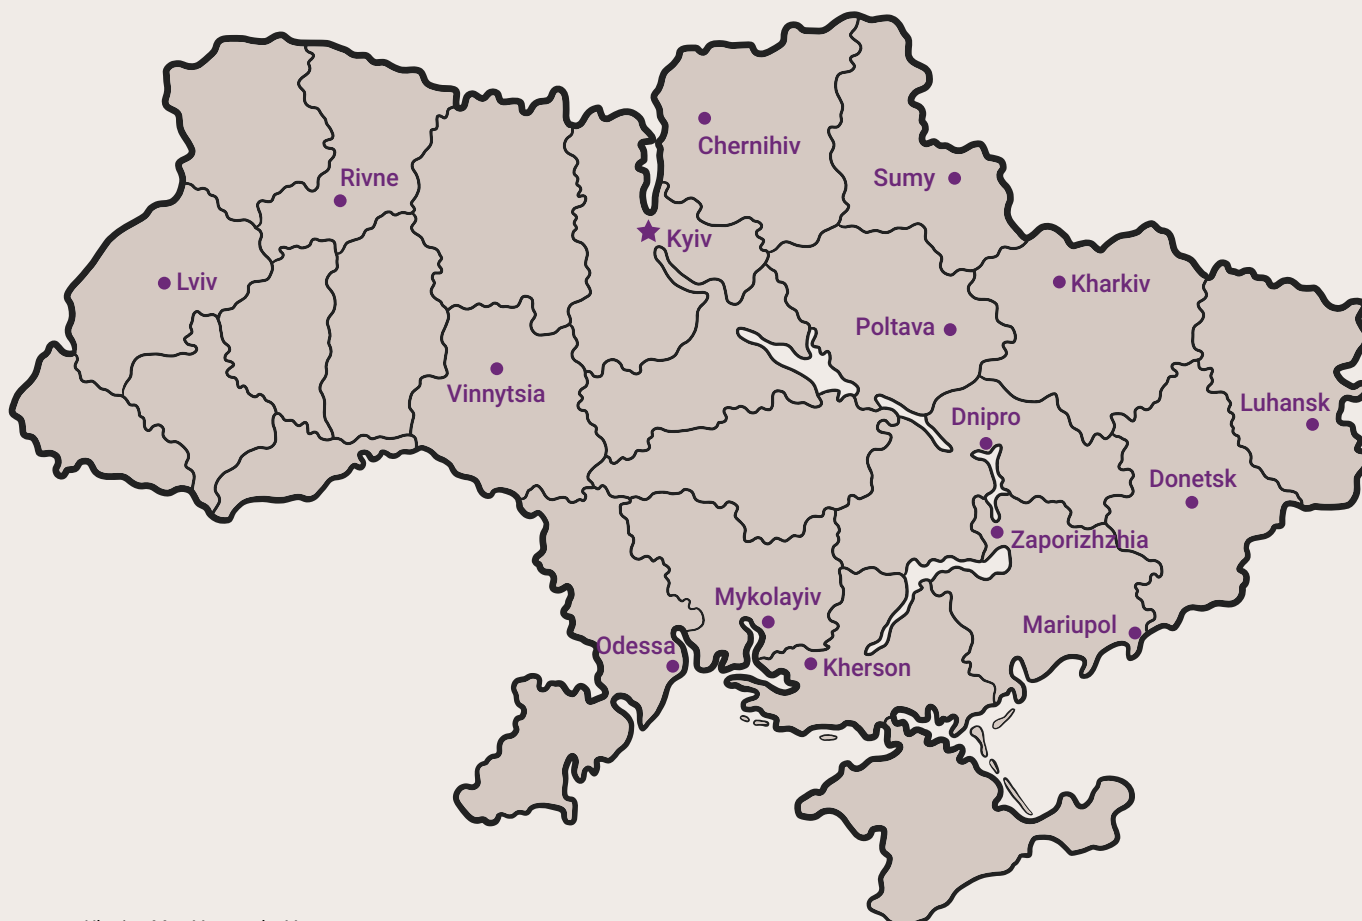 Chernihiv
Rivne
Sumy
Kyiv
Lviv
Kharkiv
Poltava
Vinnytsia
Luhansk
Dnipro
Donetsk
Zaporizhzhia
Mykolayiv
Mariupol
Odessa
Kherson